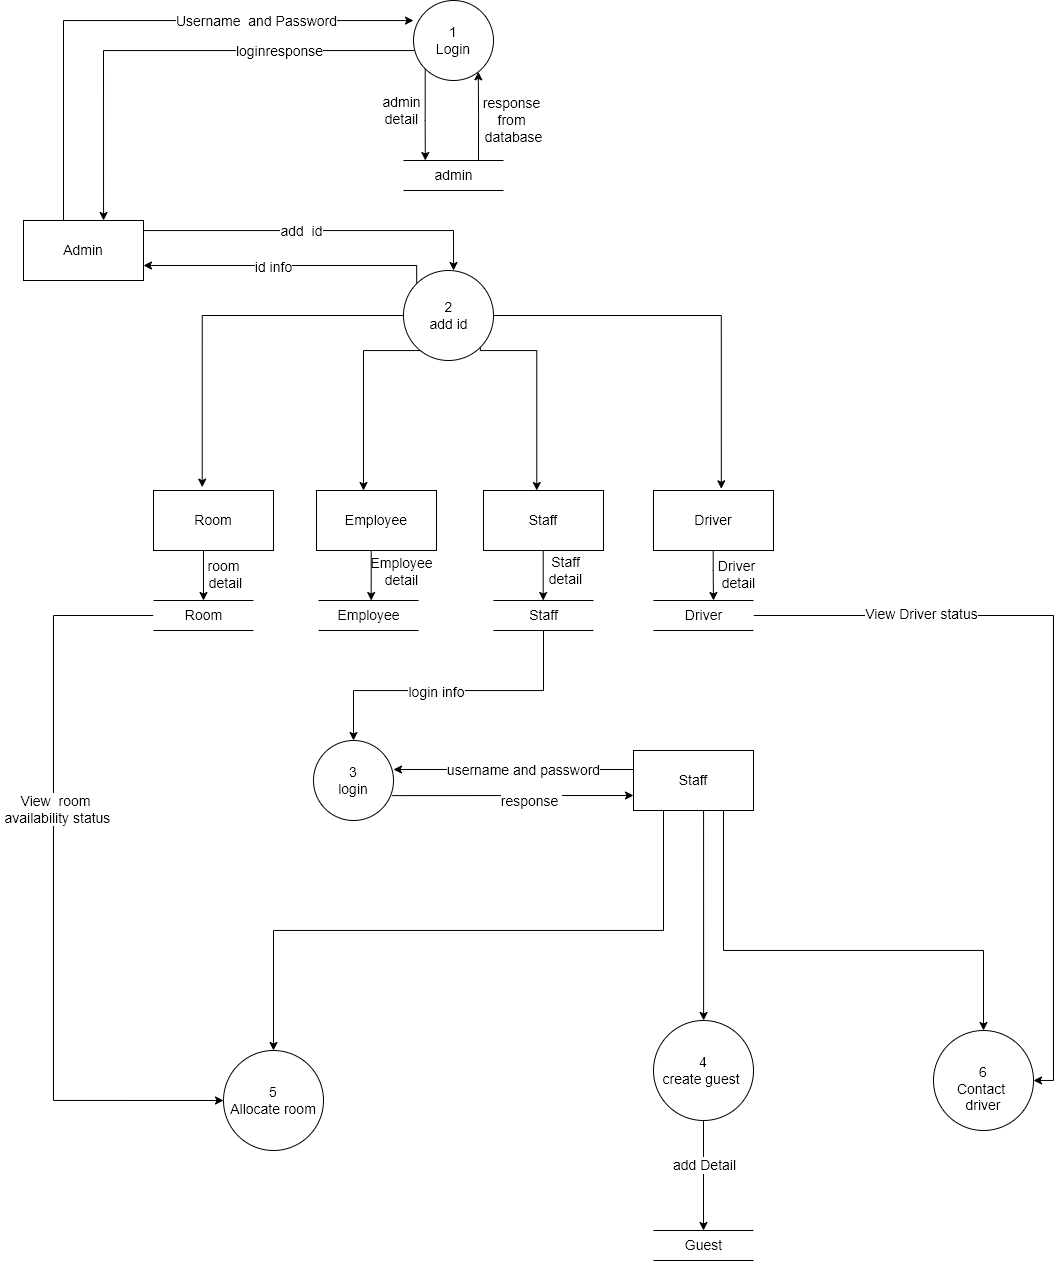 Username and Password
1
Login
loginresponse
admin
detail
response
from
database
admin
Admin
add id
id info
2
add id
Room
Employee
Staff
Driver
room
detail
Employee
detail
Staff
detail
Driver
detail
Room
Employee
Staff
Driver
View Driver status
login info
3
login
username and password
response
Staff
View room
availability status
5
Allocate room
4
create guest
6
Contact
driver
add Detail
Guest